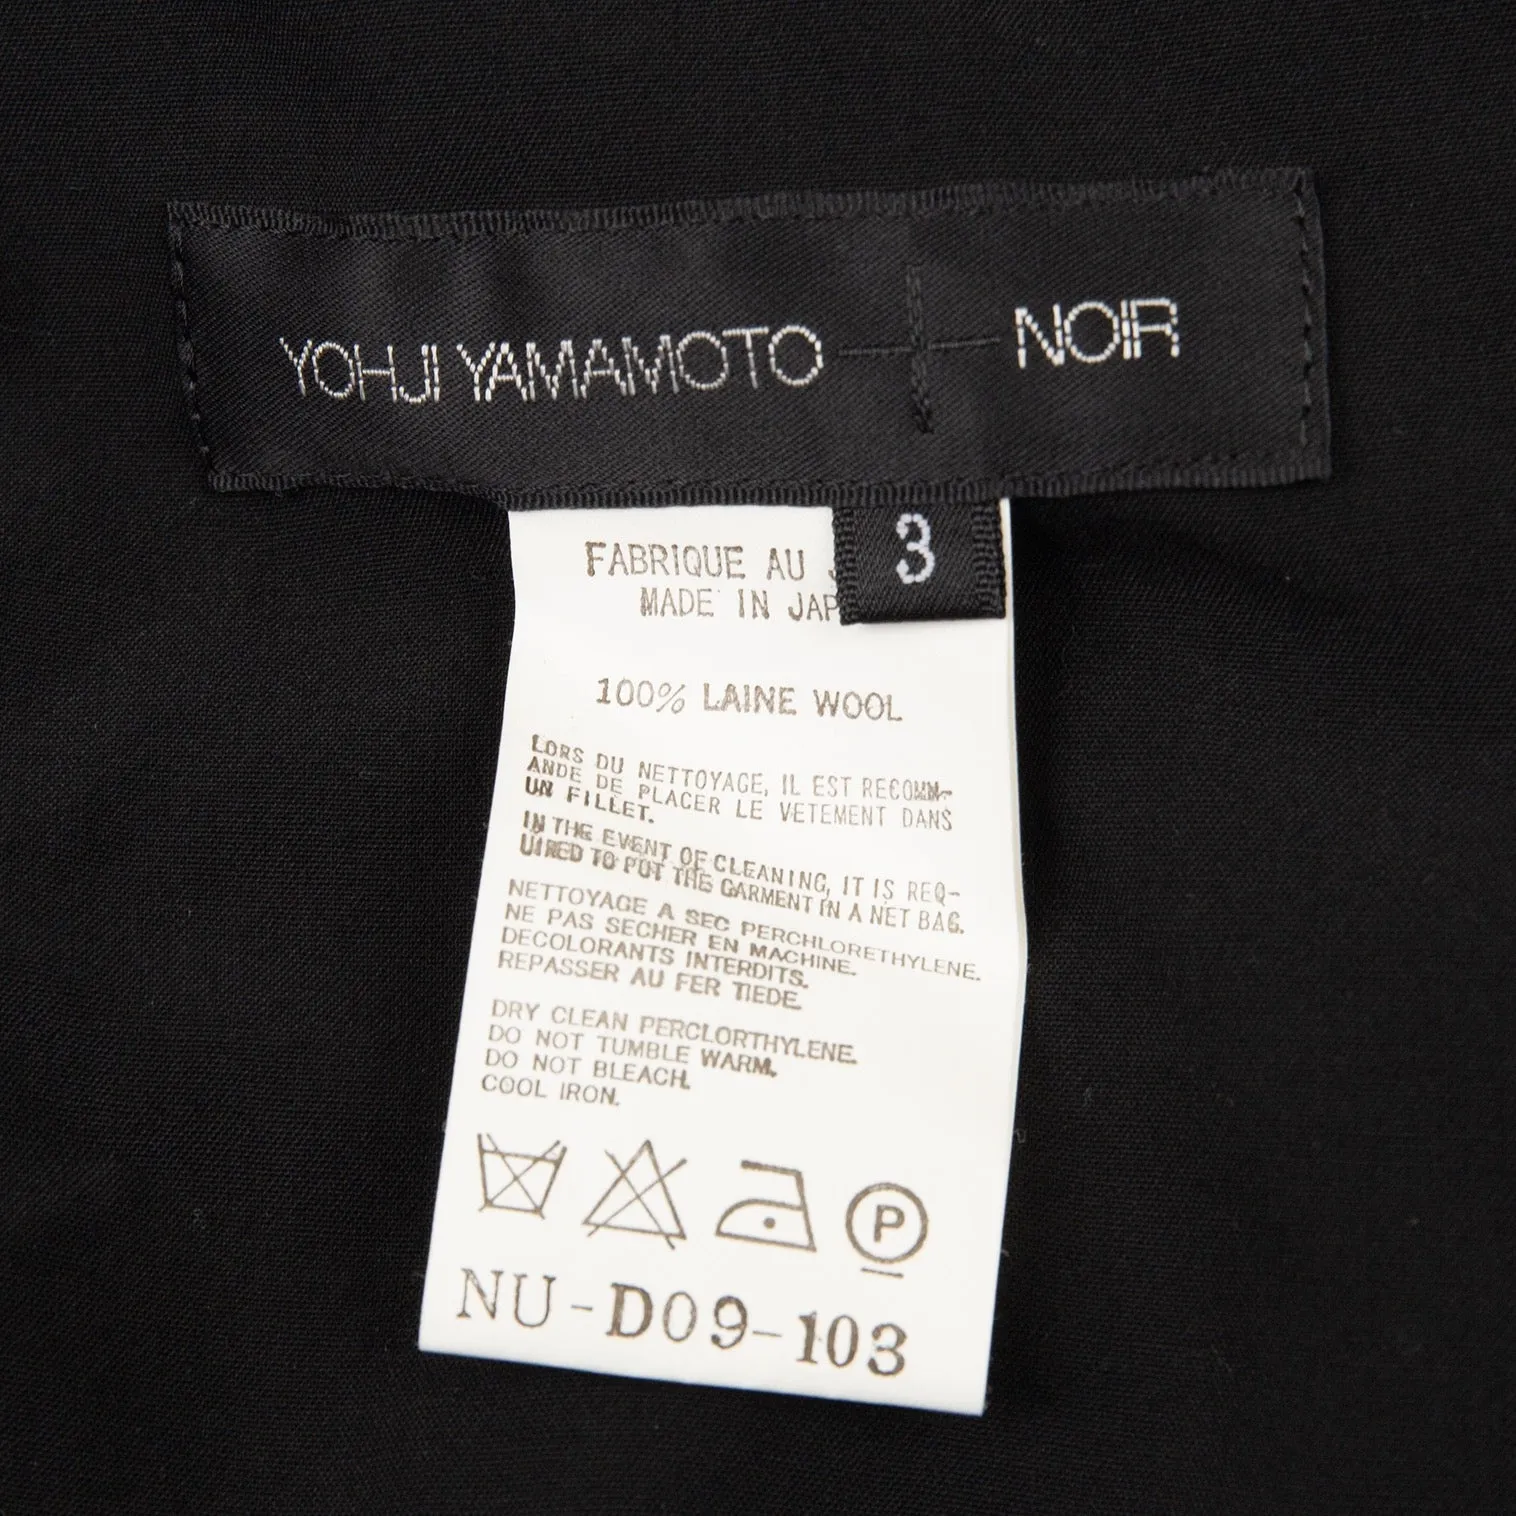 YOHJI YAMAMOTO NOIR
3
FABRIQUE AU
MADE IN JAP
100% LAINE WOOL
LORS DU NETTOYAGE, IL EST RECOMM-
ANDE DE PLACER LE VETEMENT DANS
UN FILLET.
IN THE EVENT OF CLEANING, IT IS REQ-
UIRED TO PUT THE GARMENT IN A NET BAG.
NETTOYAGE A SEC PERCHLORETHYLENE.
NE PAS SECHER EN MACHINE.
DECOLORANTS INTERDITS.
REPASSER AU FER TIEDE.
DRY CLEAN PERCLORTHYLENE.
DO NOT TUMBLE WARM.
DO NOT BLEACH.
COOL IRON.
P
NU-D09-103